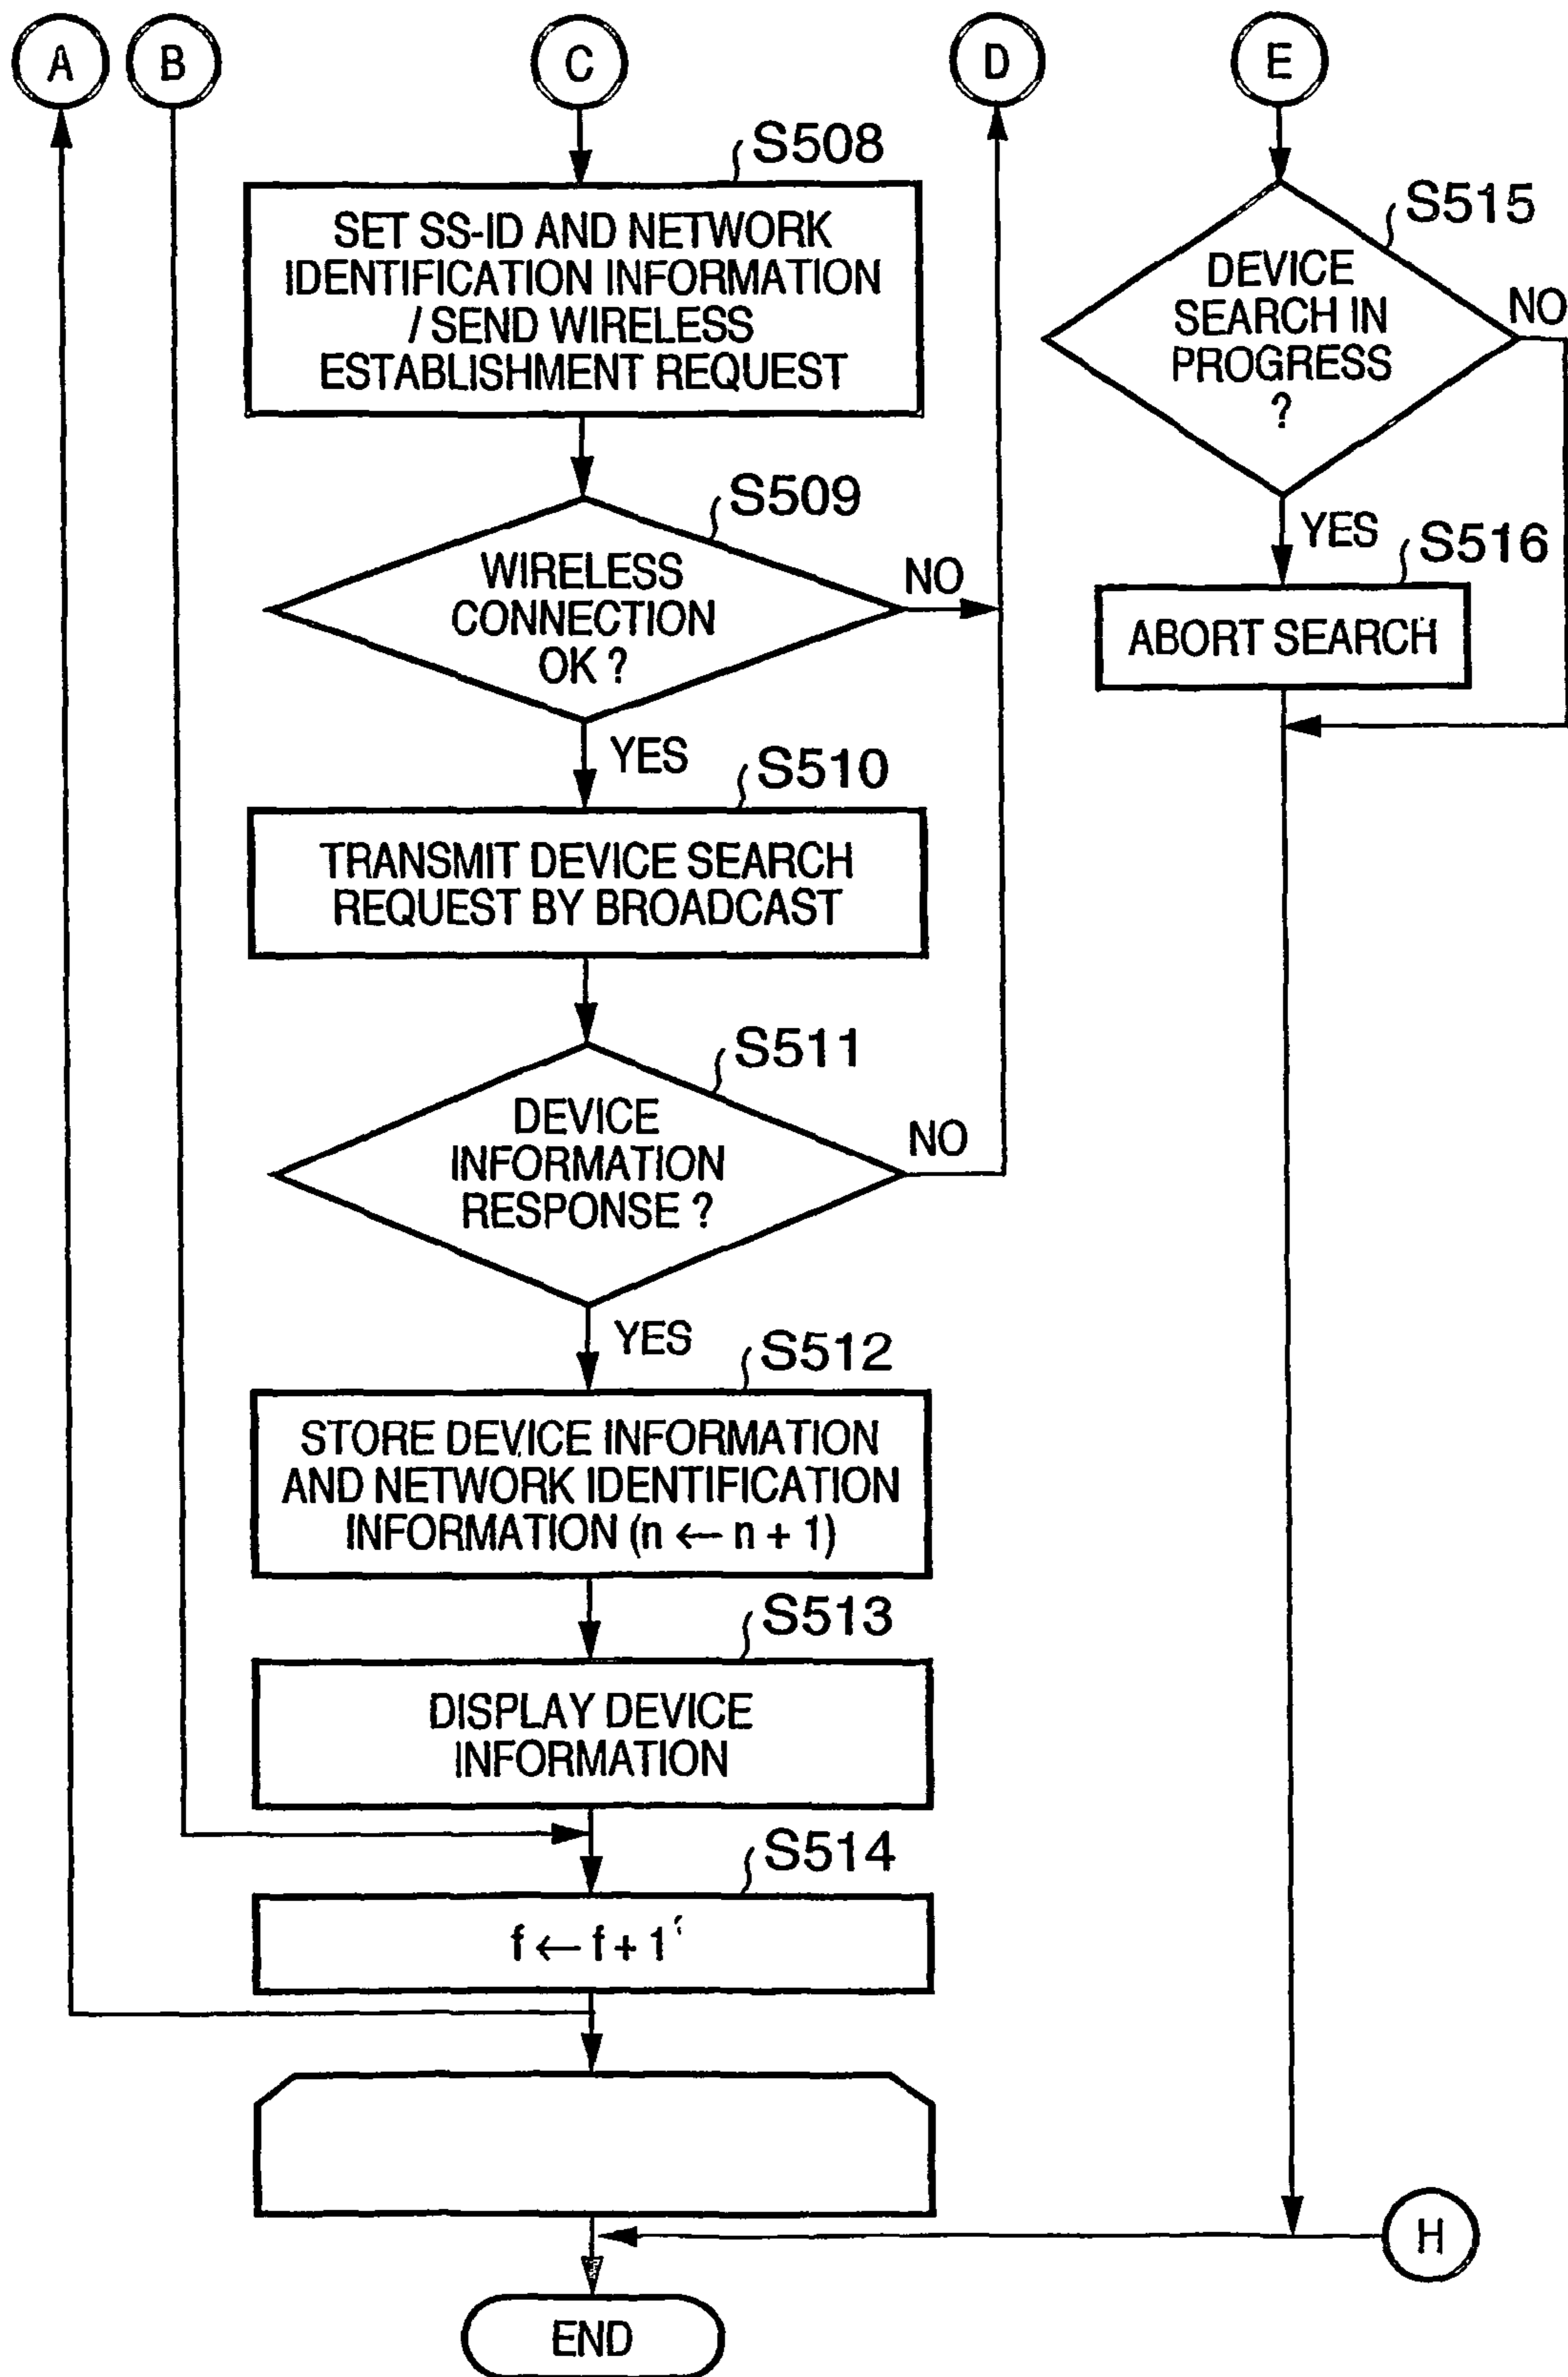 A
B
C
D
E
S508
SET SS-ID AND NETWORK
IDENTIFICATION INFORMATION
/ SEND WIRELESS
ESTABLISHMENT REQUEST
S509
WIRELESS
CONNECTION
OK ?
NO
YES
S510
TRANSMIT DEVICE SEARCH
REQUEST BY BROADCAST
S511
DEVICE
INFORMATION
RESPONSE ?
NO
YES
S512
STORE DEVICE INFORMATION
AND NETWORK IDENTIFICATION
INFORMATION (n ← n + 1)
S513
DISPLAY DEVICE
INFORMATION
S514
f ← f + 1
S515
DEVICE
SEARCH IN
PROGRESS
?
NO
YES
S516
ABORT SEARCH
H
END